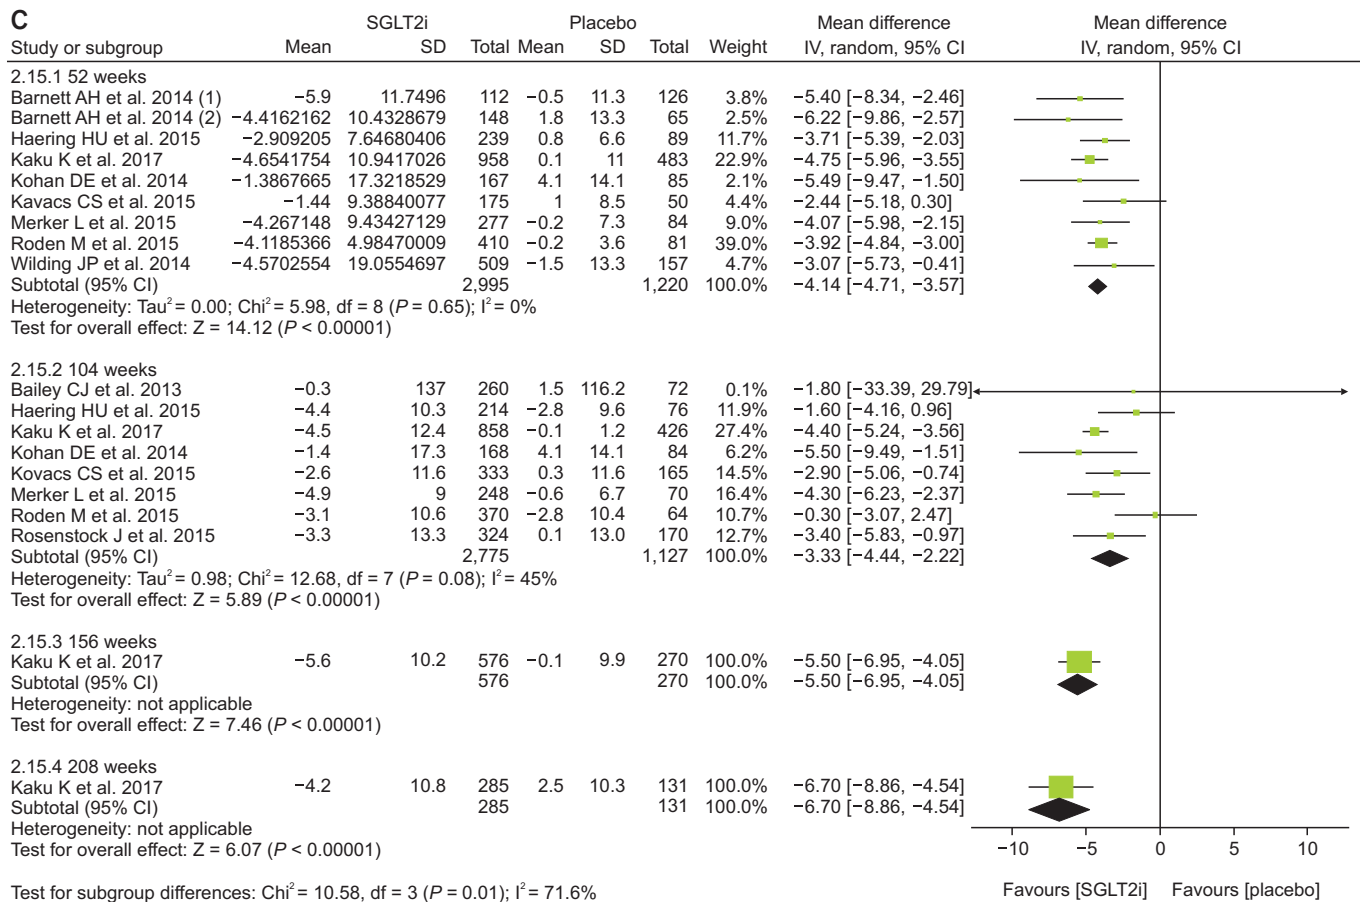 C
SGLT2i Placebo Mean difference Mean difference
Study or subgroup Mean SD Total Mean SD Total Weight IV, random, 95% CI IV, random, 95% CI
2.15.1 52 weeks
Barnett AH et al. 2014 (1) −5.9 11.7496 112 −0.5 11.3 126 3.8% −5.40 [−8.34, −2.46]
Barnett AH et al. 2014 (2) −4.4162162 10.4328679 148 1.8 13.3 65 2.5% −6.22 [−9.86, −2.57]
Haering HU et al. 2015 −2.909205 7.64680406 239 0.8 6.6 89 11.7% −3.71 [−5.39, −2.03]
Kaku K et al. 2017 −4.6541754 10.9417026 958 0.1 11 483 22.9% −4.75 [−5.96, −3.55]
Kohan DE et al. 2014 −1.3867665 17.3218529 167 4.1 14.1 85 2.1% −5.49 [−9.47, −1.50]
Kavacs CS et al. 2015 −1.44 9.38840077 175 1 8.5 50 4.4% −2.44 [−5.18, 0.30]
Merker L et al. 2015 −4.267148 9.43427129 277 −0.2 7.3 84 9.0% −4.07 [−5.98, −2.15]
Roden M et al. 2015 −4.1185366 4.98470009 410 −0.2 3.6 81 39.0% −3.92 [−4.84, −3.00]
Wilding JP et al. 2014 −4.5702554 19.0554697 509 −1.5 13.3 157 4.7% −3.07 [−5.73, −0.41]
Subtotal (95% CI) 2,995 1,220 100.0% −4.14 [−4.71, −3.57]
Heterogeneity: Tau² = 0.00; Chi² = 5.98, df = 8 (P = 0.65); I² = 0%
Test for overall effect: Z = 14.12 (P < 0.00001)
2.15.2 104 weeks
Bailey CJ et al. 2013 −0.3 137 260 1.5 116.2 72 0.1% −1.80 [−33.39, 29.79]
Haering HU et al. 2015 −4.4 10.3 214 −2.8 9.6 76 11.9% −1.60 [−4.16, 0.96]
Kaku K et al. 2017 −4.5 12.4 858 −0.1 1.2 426 27.4% −4.40 [−5.24, −3.56]
Kohan DE et al. 2014 −1.4 17.3 168 4.1 14.1 84 6.2% −5.50 [−9.49, −1.51]
Kovacs CS et al. 2015 −2.6 11.6 333 0.3 11.6 165 14.5% −2.90 [−5.06, −0.74]
Merker L et al. 2015 −4.9 9 248 −0.6 6.7 70 16.4% −4.30 [−6.23, −2.37]
Roden M et al. 2015 −3.1 10.6 370 −2.8 10.4 64 10.7% −0.30 [−3.07, 2.47]
Rosenstock J et al. 2015 −3.3 13.3 324 0.1 13.0 170 12.7% −3.40 [−5.83, −0.97]
Subtotal (95% CI) 2,775 1,127 100.0% −3.33 [−4.44, −2.22]
Heterogeneity: Tau² = 0.98; Chi² = 12.68, df = 7 (P = 0.08); I² = 45%
Test for overall effect: Z = 5.89 (P < 0.00001)
2.15.3 156 weeks
Kaku K et al. 2017 −5.6 10.2 576 −0.1 9.9 270 100.0% −5.50 [−6.95, −4.05]
Subtotal (95% CI) 576 270 100.0% −5.50 [−6.95, −4.05]
Heterogeneity: not applicable
Test for overall effect: Z = 7.46 (P < 0.00001)
2.15.4 208 weeks
Kaku K et al. 2017 −4.2 10.8 285 2.5 10.3 131 100.0% −6.70 [−8.86, −4.54]
Subtotal (95% CI) 285 131 100.0% −6.70 [−8.86, −4.54]
Heterogeneity: not applicable
Test for overall effect: Z = 6.07 (P < 0.00001)
−10 −5 0 5 10
Test for subgroup differences: Chi² = 10.58, df = 3 (P = 0.01); I² = 71.6% Favours [SGLT2i] Favours [placebo]